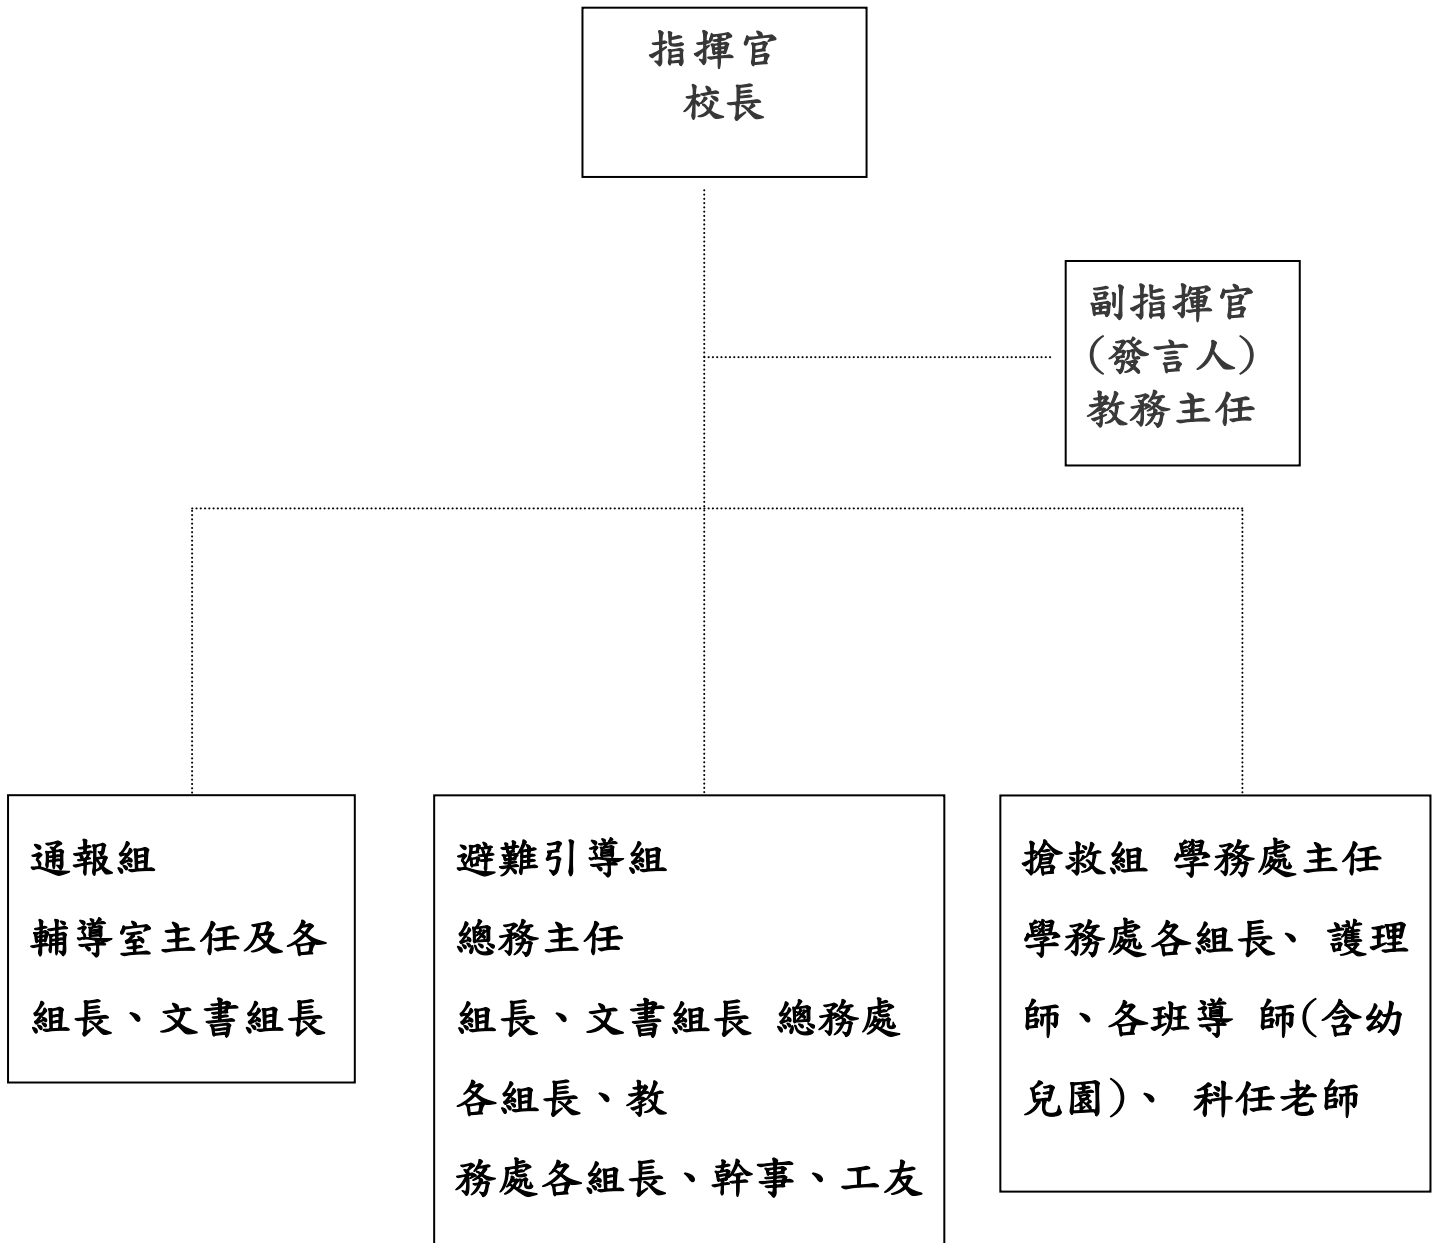 指揮官
校長
副指揮官
(發言人)
教務主任
通報組
輔導室主任及各
組長、文書組長
避難引導組
總務主任
組長、文書組長 總務處
各組長、教
務處各組長、幹事、工友
搶救組 學務處主任
學務處各組長、 護理
師、各班導 師(含幼
兒園)、 科任老師